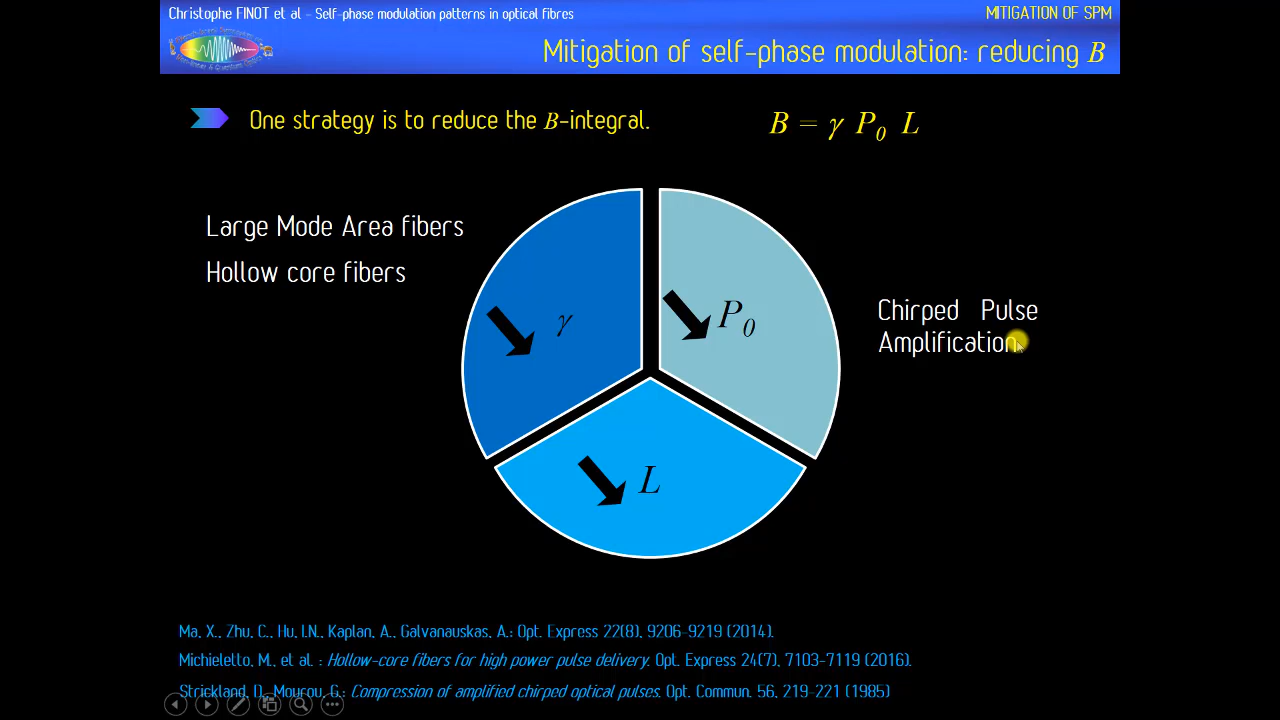 Christophe FINOT et al - Self-phase modulation patterns in optical fibres
MITIGATION OF SPM
Mitigation of self-phase modulation: reducing B
One strategy is to reduce the B-integral.
B = γ P0 L
Large Mode Area fibers
Hollow core fibers
γ
P0
Chirped Pulse
Amplification
L
Ma, X., Zhu, C., Hu, I.N., Kaplan, A., Galvanauskas, A.: Opt. Express 22(8), 9206-9219 (2014).
Michieletto, M., et al. : Hollow-core fibers for high power pulse delivery. Opt. Express 24(7), 7103-7119 (2016).
Strickland, D., Mourou, G.: Compression of amplified chirped optical pulses. Opt. Commun. 56, 219-221 (1985)